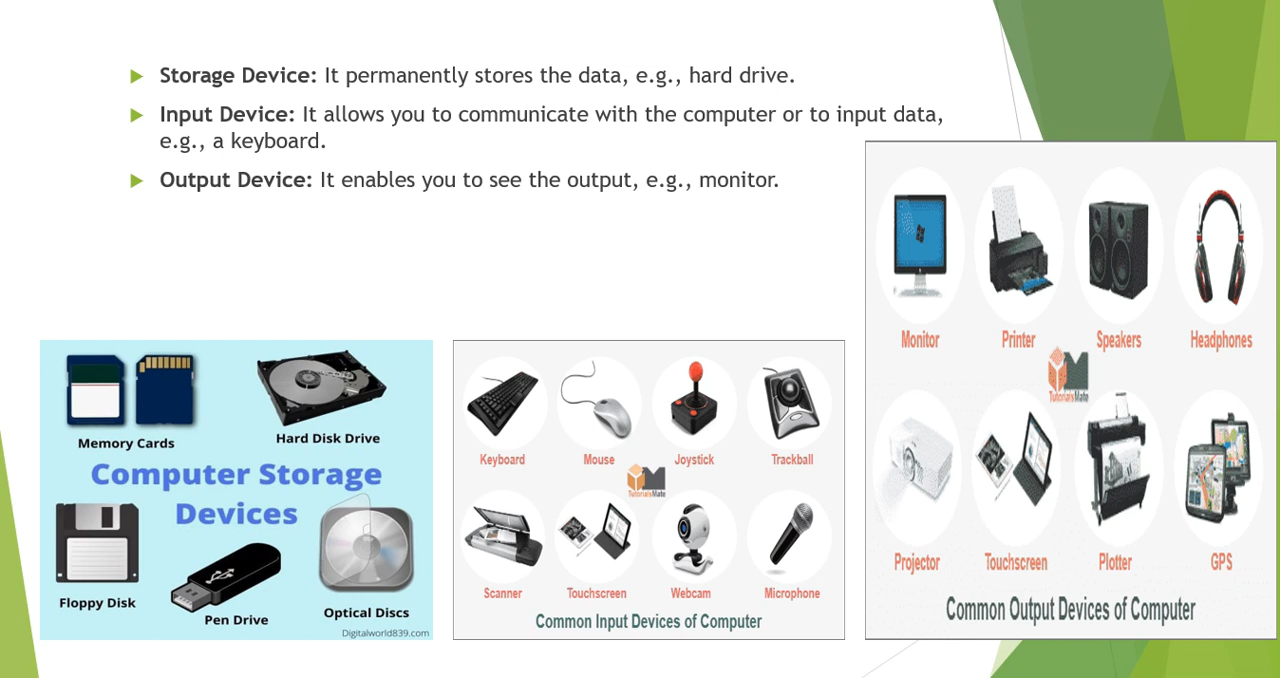 Storage Device: It permanently stores the data, e.g., hard drive.
Input Device: It allows you to communicate with the computer or to input data,
e.g., a keyboard.
Output Device: It enables you to see the output, e.g., monitor.
Memory Cards
Hard Disk Drive
Computer Storage
Devices
Floppy Disk
Pen Drive
Optical Discs
Digitalworld839.com
Keyboard Mouse Joystick Trackball
TutorialsMate
Scanner Touchscreen Webcam Microphone
Common Input Devices of Computer
Monitor Printer Speakers Headphones
TutorialsMate
Projector Touchscreen Plotter GPS
Common Output Devices of Computer